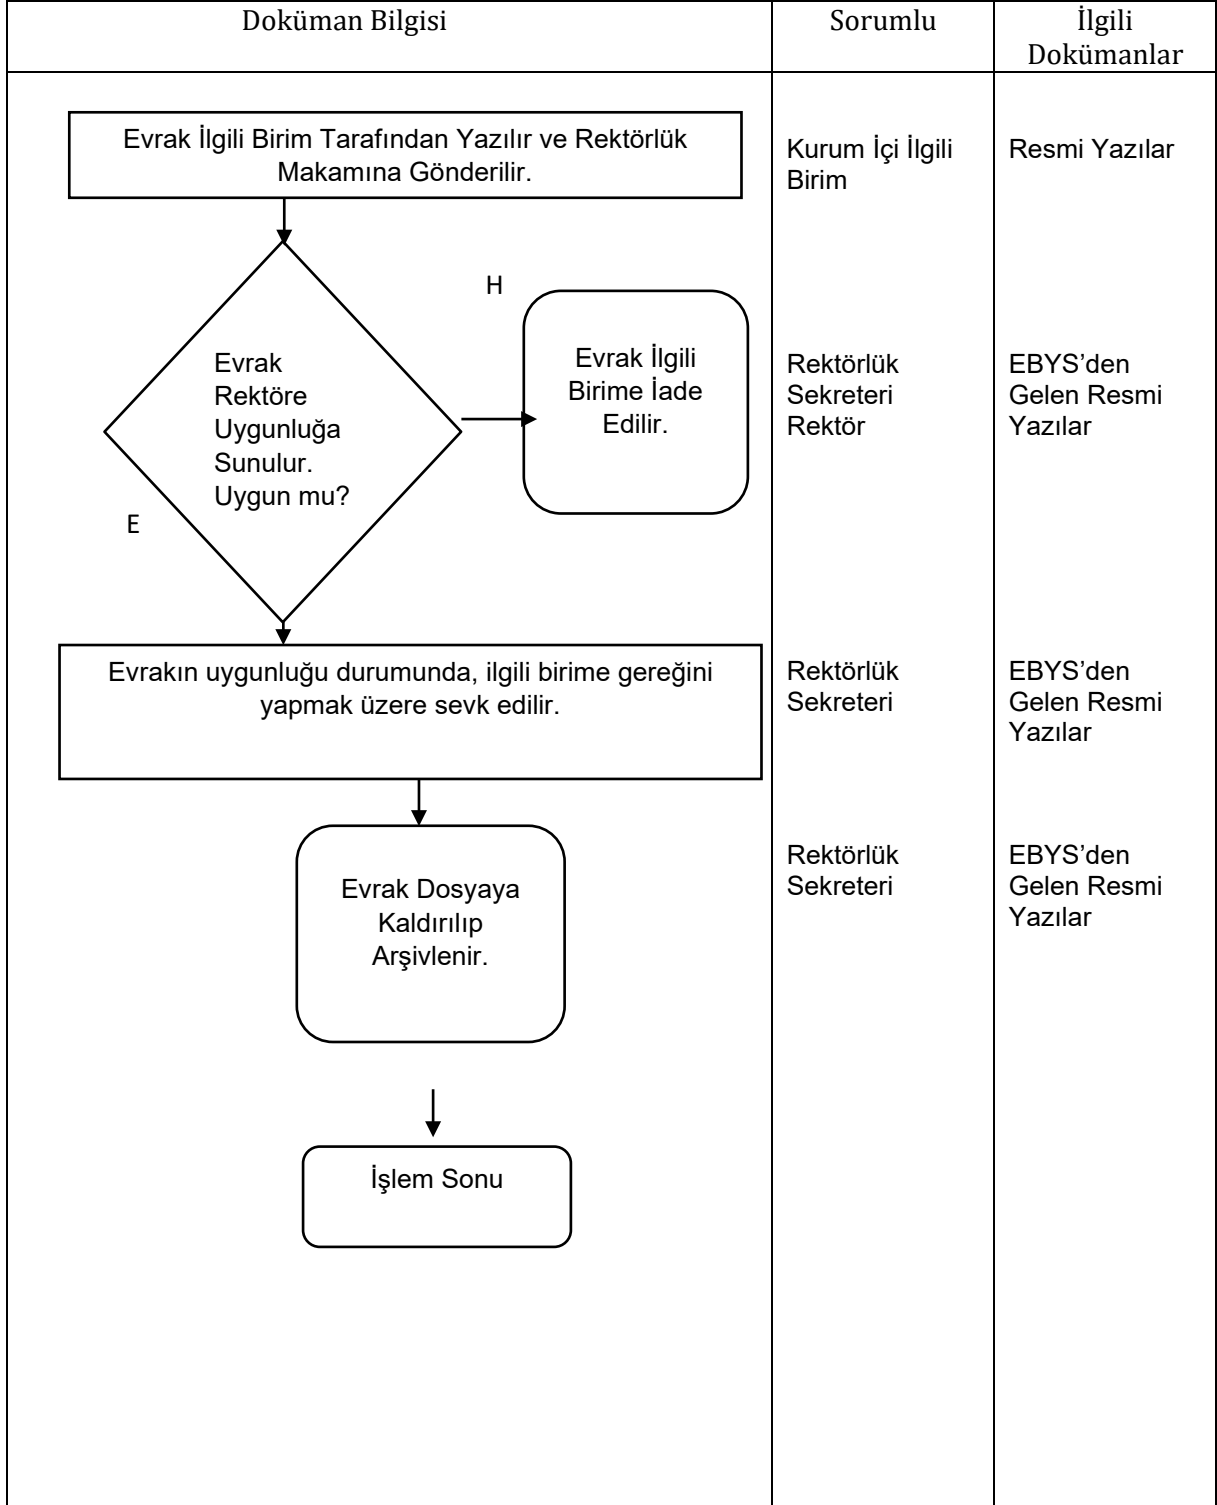 Doküman Bilgisi
Sorumlu
İlgili
Dokümanlar
Evrak İlgili Birim Tarafından Yazılır ve Rektörlük
Makamına Gönderilir.
Kurum İçi İlgili
Birim
Resmi Yazılar
H
Evrak
Rektöre
Uygunluğa
Sunulur.
Uygun mu?
E
Evrak İlgili
Birime İade
Edilir.
Rektörlük
Sekreteri
Rektör
EBYS’den
Gelen Resmi
Yazılar
Evrakın uygunluğu durumunda, ilgili birime gereğini
yapmak üzere sevk edilir.
Rektörlük
Sekreteri
EBYS’den
Gelen Resmi
Yazılar
Evrak Dosyaya
Kaldırılıp
Arşivlenir.
Rektörlük
Sekreteri
EBYS’den
Gelen Resmi
Yazılar
İşlem Sonu